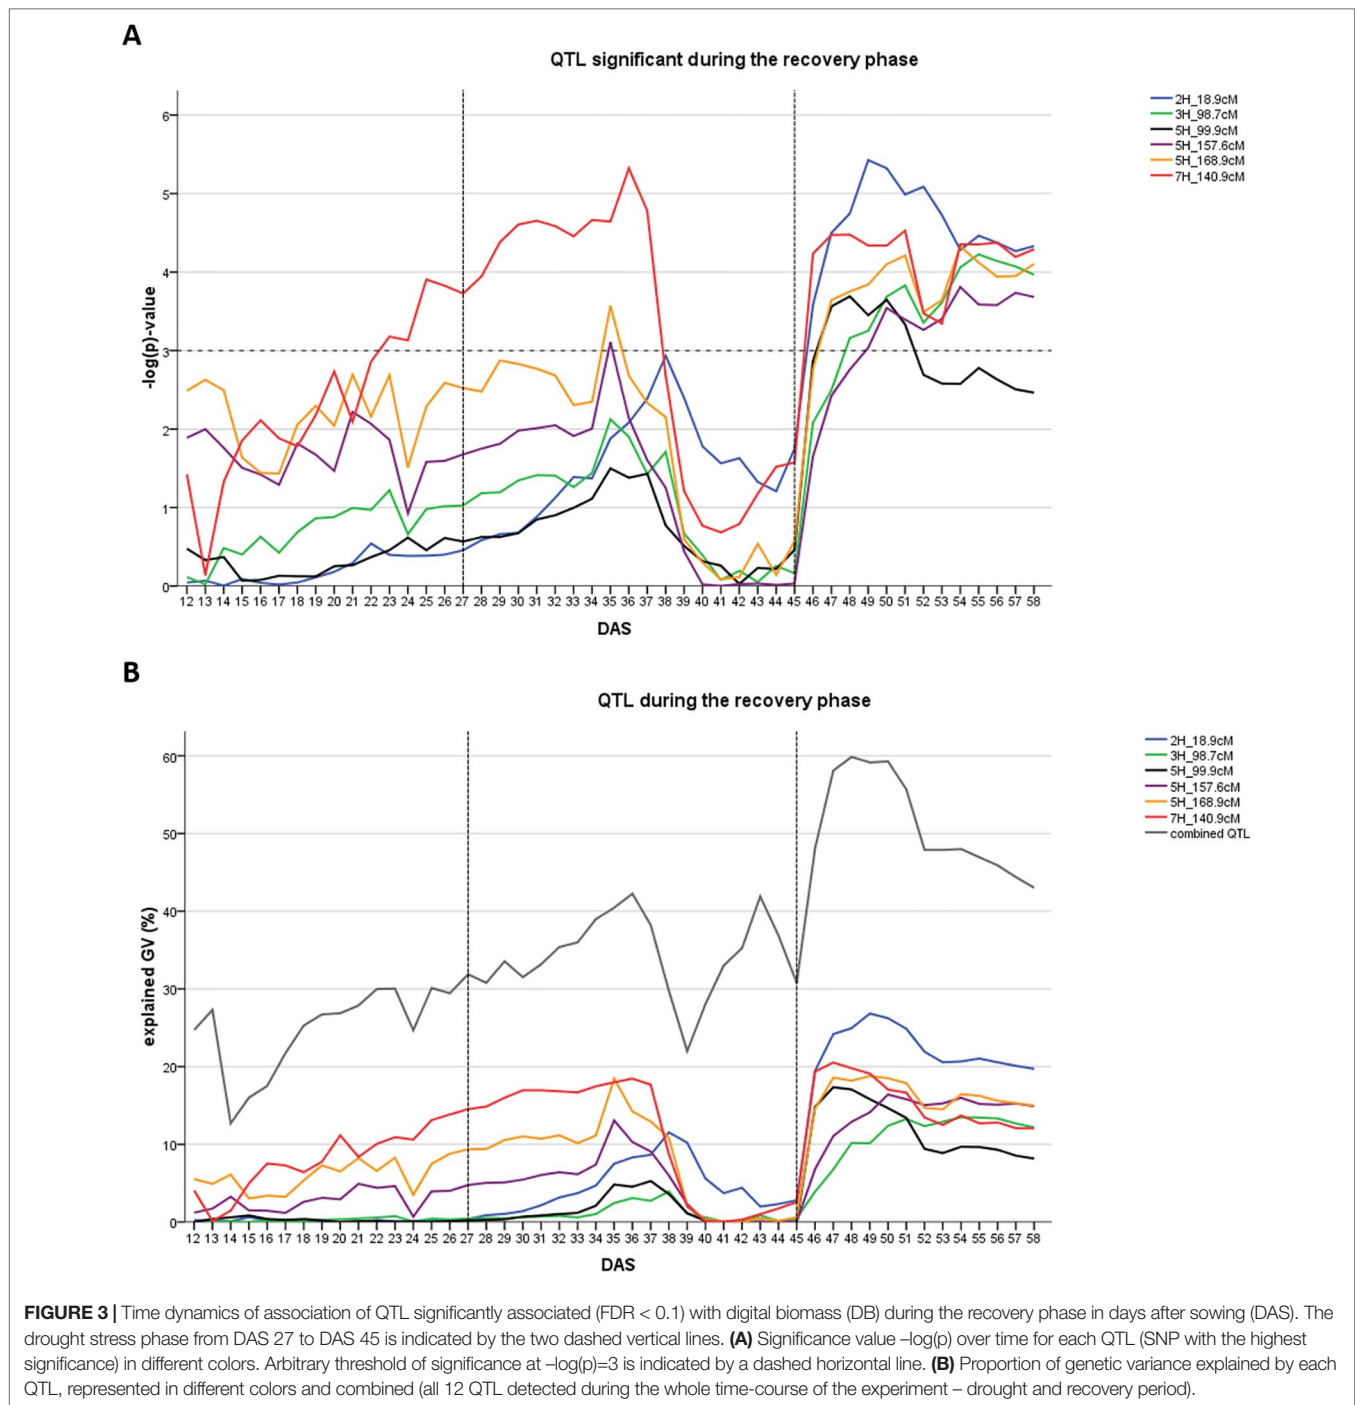 A
QTL significant during the recovery phase
2H_18.9cM
3H_98.7cM
5H_99.9cM
5H_157.6cM
5H_168.9cM
7H_140.9cM
-log(p)-value
6
5
4
3
2
1
0
12 13 14 15 16 17 18 19 20 21 22 23 24 25 26 27 28 29 30 31 32 33 34 35 36 37 38 39 40 41 42 43 44 45 46 47 48 49 50 51 52 53 54 55 56 57 58
DAS
B
QTL during the recovery phase
2H_18.9cM
3H_98.7cM
5H_99.9cM
5H_157.6cM
5H_168.9cM
7H_140.9cM
combined QTL
explained GV (%)
60
50
40
30
20
10
0
12 13 14 15 16 17 18 19 20 21 22 23 24 25 26 27 28 29 30 31 32 33 34 35 36 37 38 39 40 41 42 43 44 45 46 47 48 49 50 51 52 53 54 55 56 57 58
DAS
FIGURE 3 | Time dynamics of association of QTL significantly associated (FDR < 0.1) with digital biomass (DB) during the recovery phase in days after sowing (DAS). The
drought stress phase from DAS 27 to DAS 45 is indicated by the two dashed vertical lines. (A) Significance value –log(p) over time for each QTL (SNP with the highest
significance) in different colors. Arbitrary threshold of significance at –log(p)=3 is indicated by a dashed horizontal line. (B) Proportion of genetic variance explained by each
QTL, represented in different colors and combined (all 12 QTL detected during the whole time-course of the experiment – drought and recovery period).